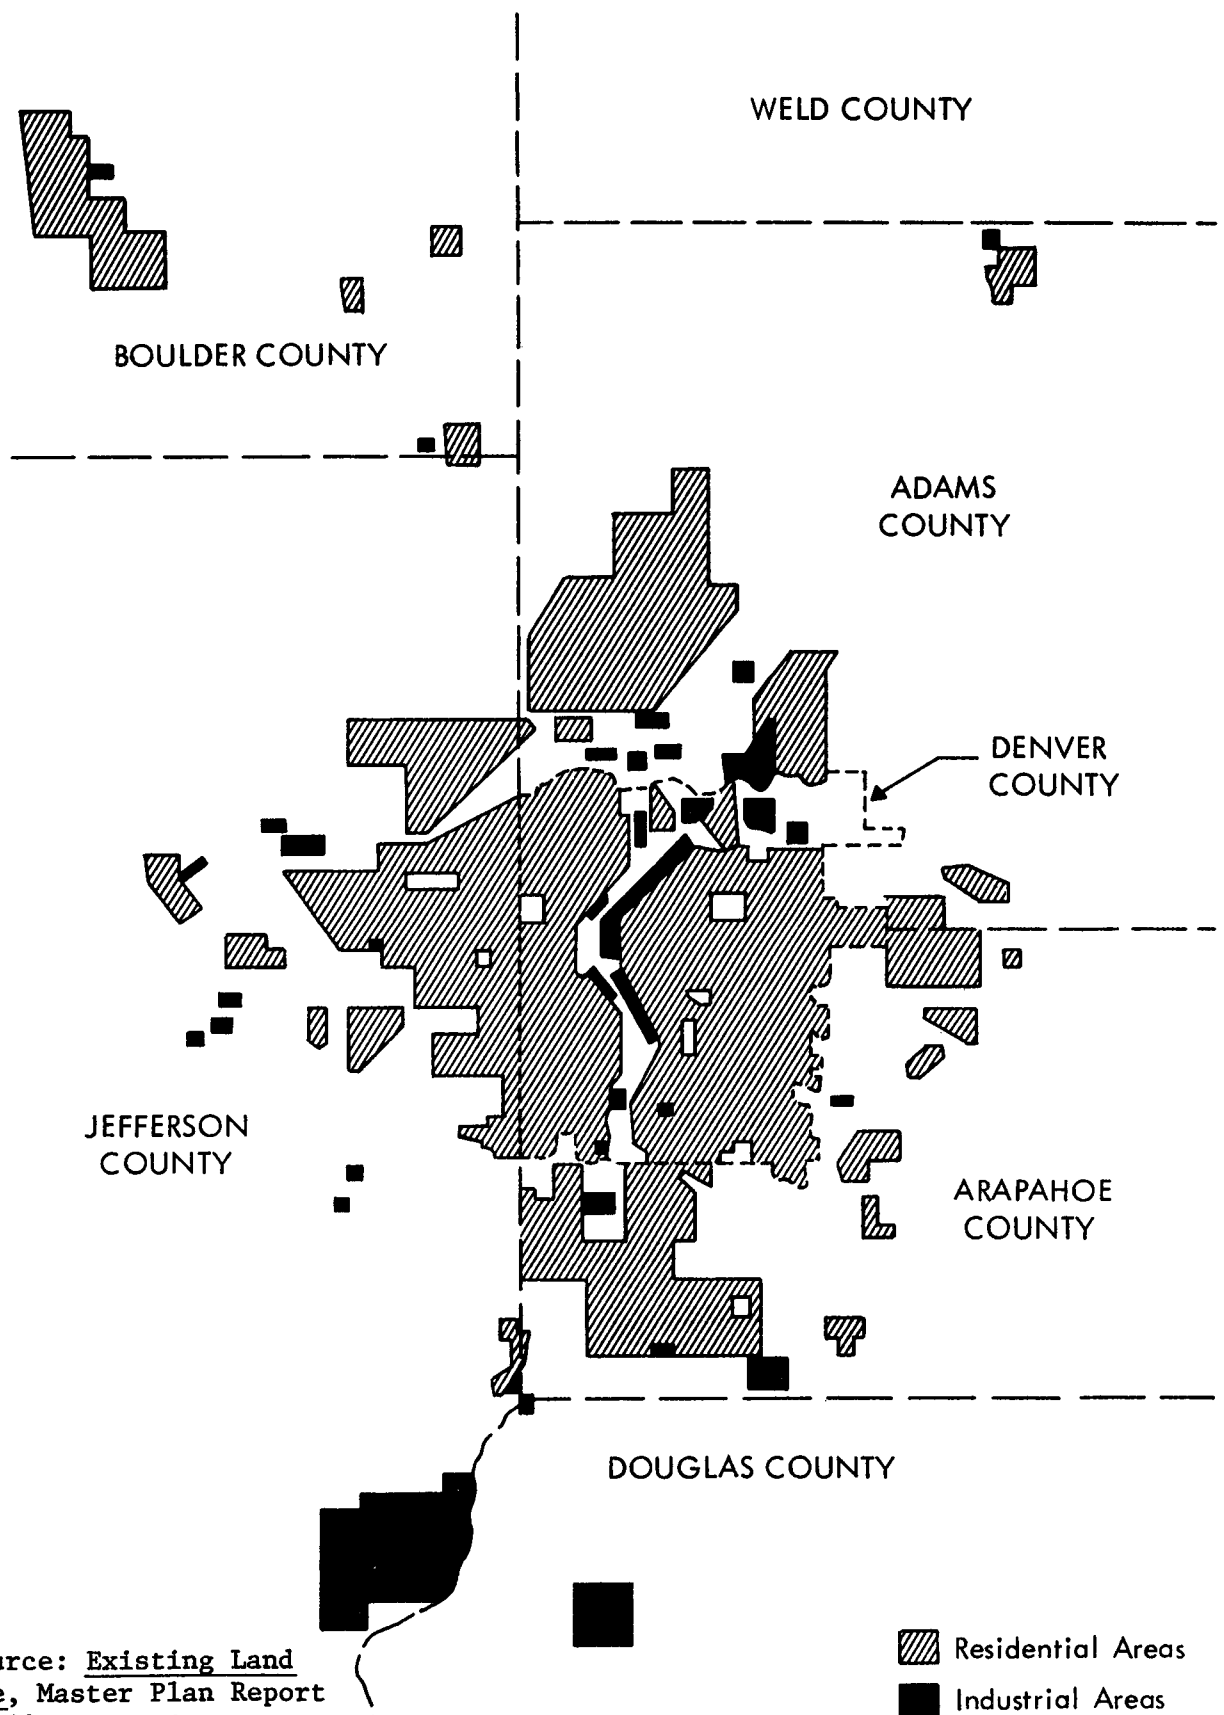 WELD COUNTY
BOULDER COUNTY
ADAMS
COUNTY
DENVER
COUNTY
JEFFERSON
COUNTY
ARAPAHOE
COUNTY
DOUGLAS COUNTY
Residential Areas
Industrial Areas
urce: Existing Land
e, Master Plan Report